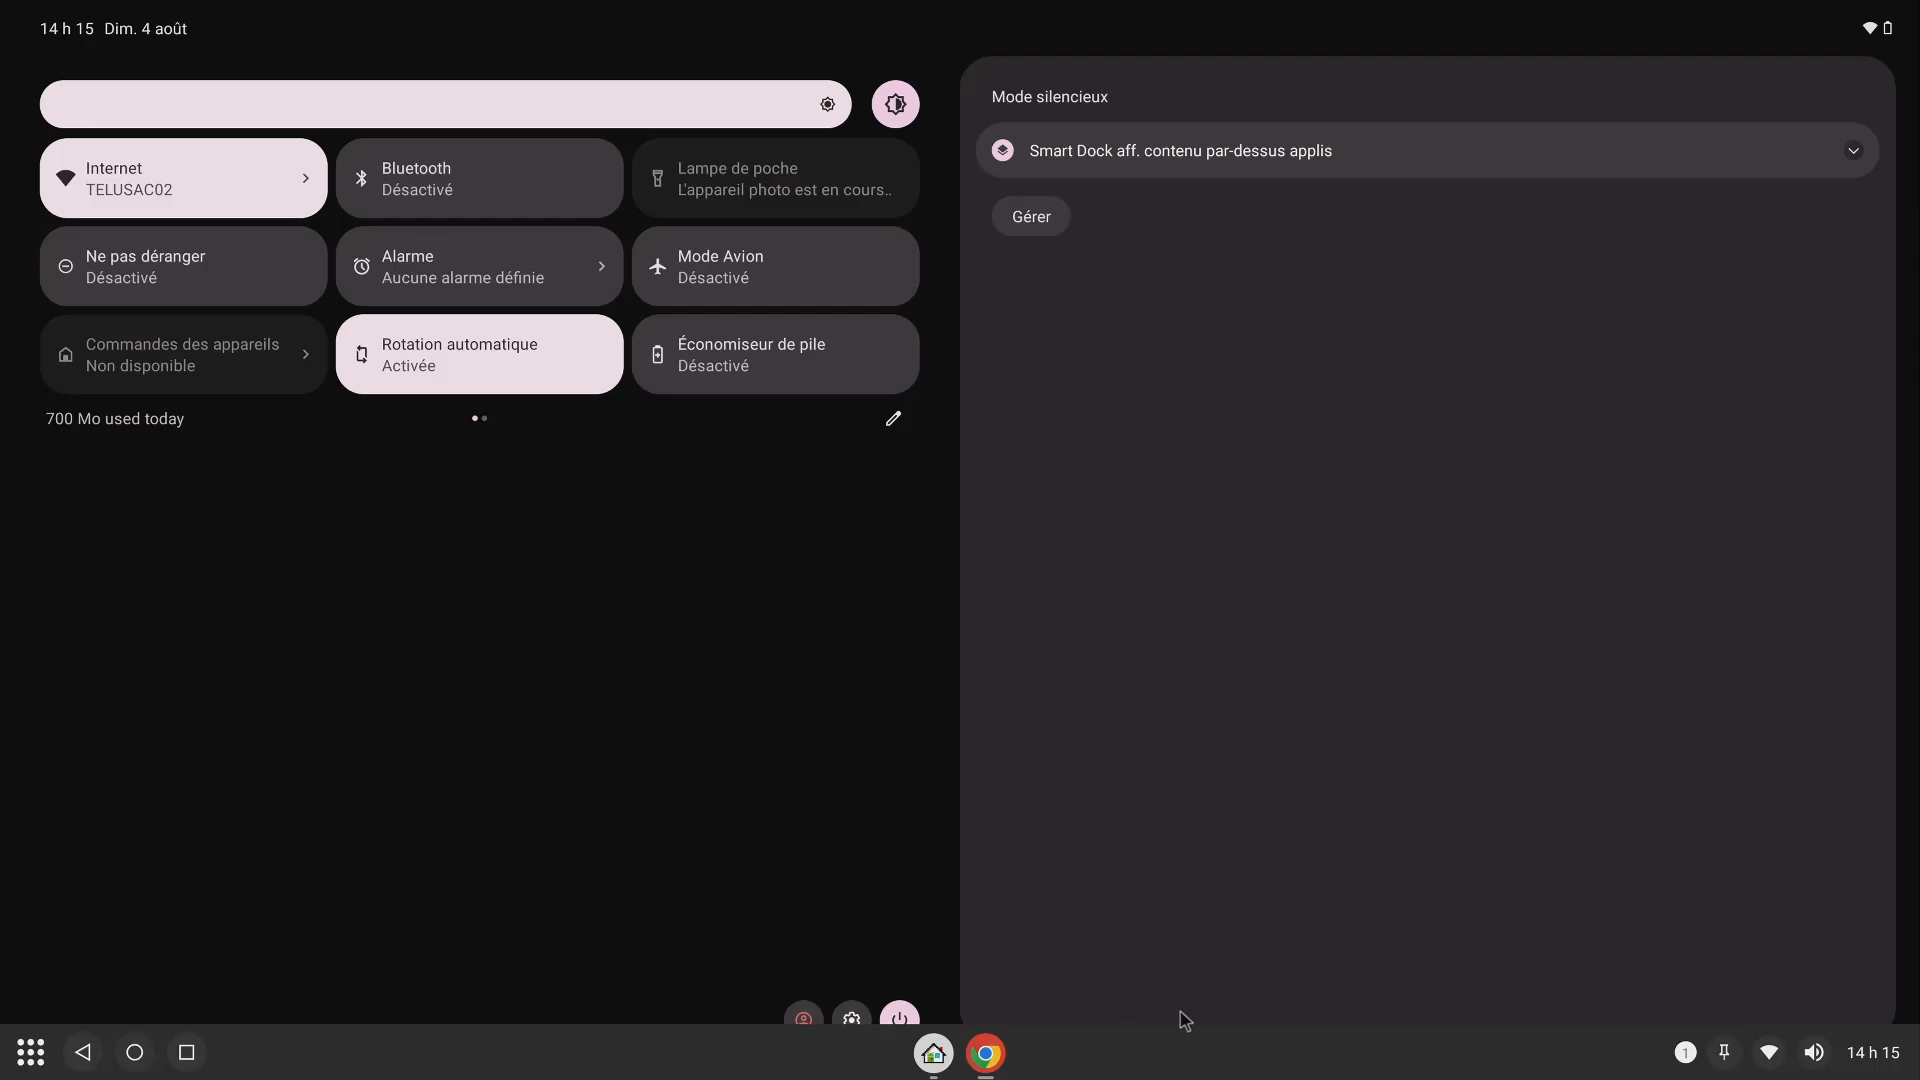 14 h 15 Dim. 4 août
Internet
TELUSAC02
Bluetooth
Désactivé
Lampe de poche
L'appareil photo est en cours..
Ne pas déranger
Désactivé
Alarme
Aucune alarme définie
Mode Avion
Désactivé
Commandes des appareils
Non disponible
Rotation automatique
Activée
Économiseur de pile
Désactivé
700 Mo used today
Mode silencieux
Smart Dock aff. contenu par-dessus applis
Gérer
1
14 h 15